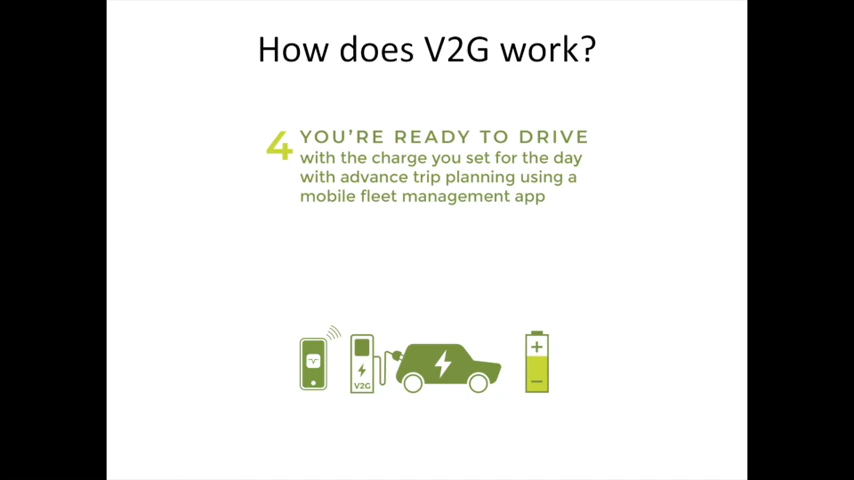 How does V2G work?
4 YOU'RE READY TO DRIVE
with the charge you set for the day
with advance trip planning using a
mobile fleet management app
V2G